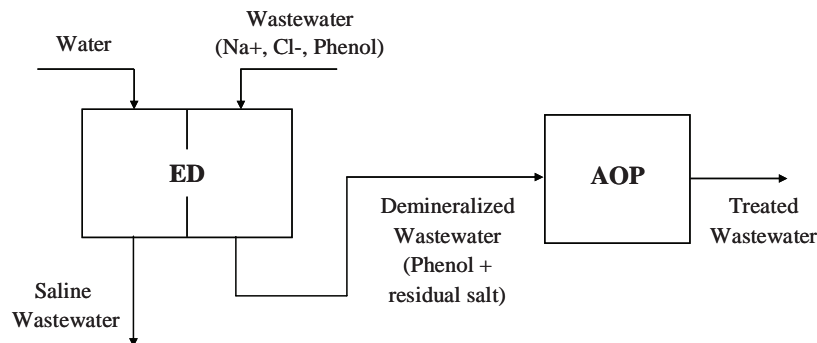 Water
Wastewater
(Na+, Cl-, Phenol)
ED
AOP
Demineralized
Wastewater
(Phenol +
residual salt)
Treated
Wastewater
Saline
Wastewater